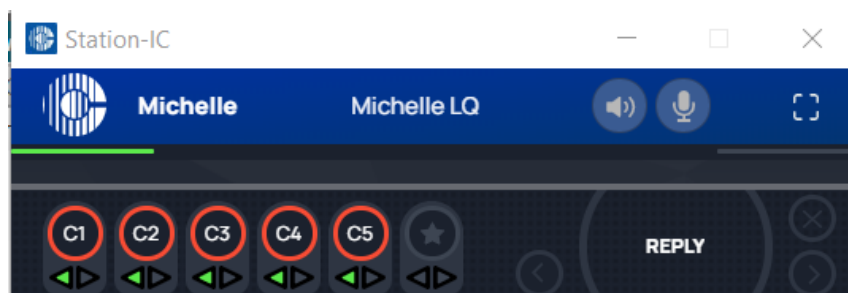 Station-IC
Michelle Michelle LQ
C1 C2 C3 C4 C5
REPLY